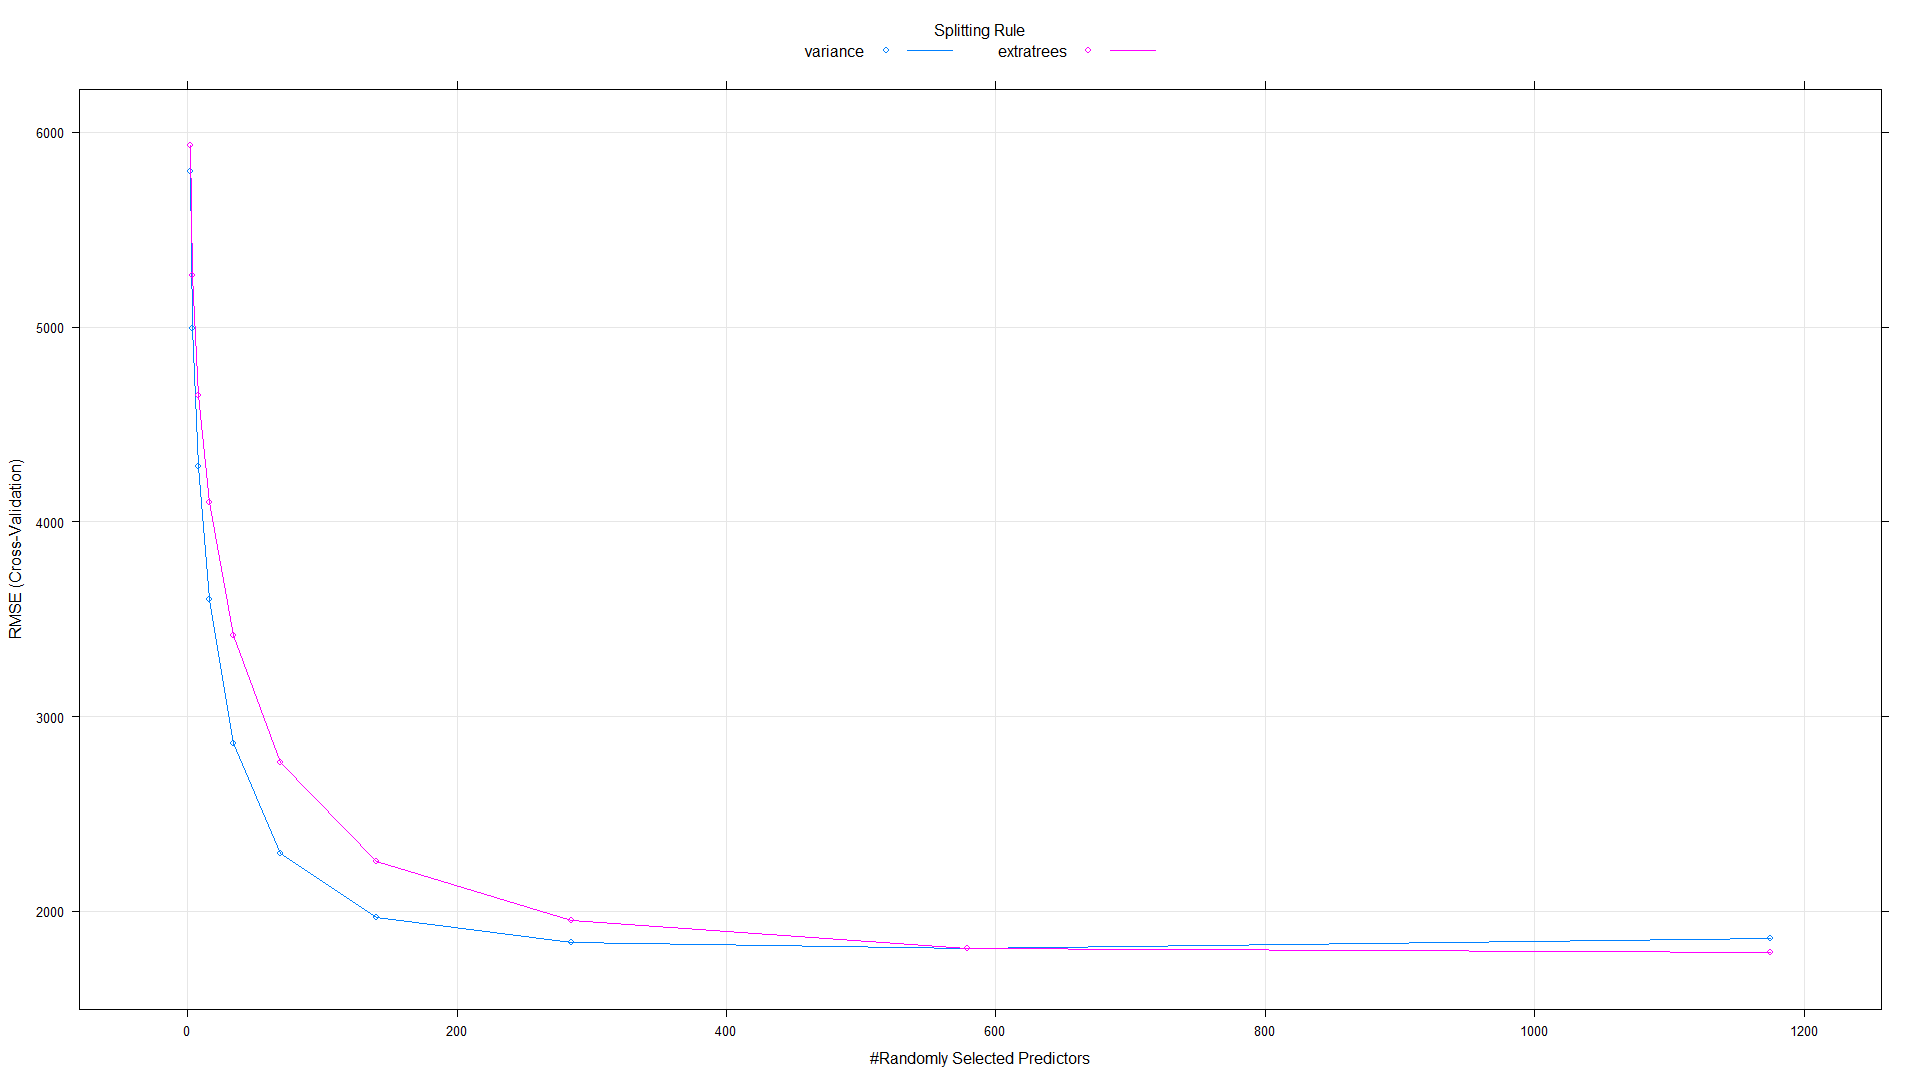 Splitting Rule
variance extratrees
6000
5000
4000
3000
2000
RMSE (Cross-Validation)
0 200 400 600 800 1000 1200
#Randomly Selected Predictors